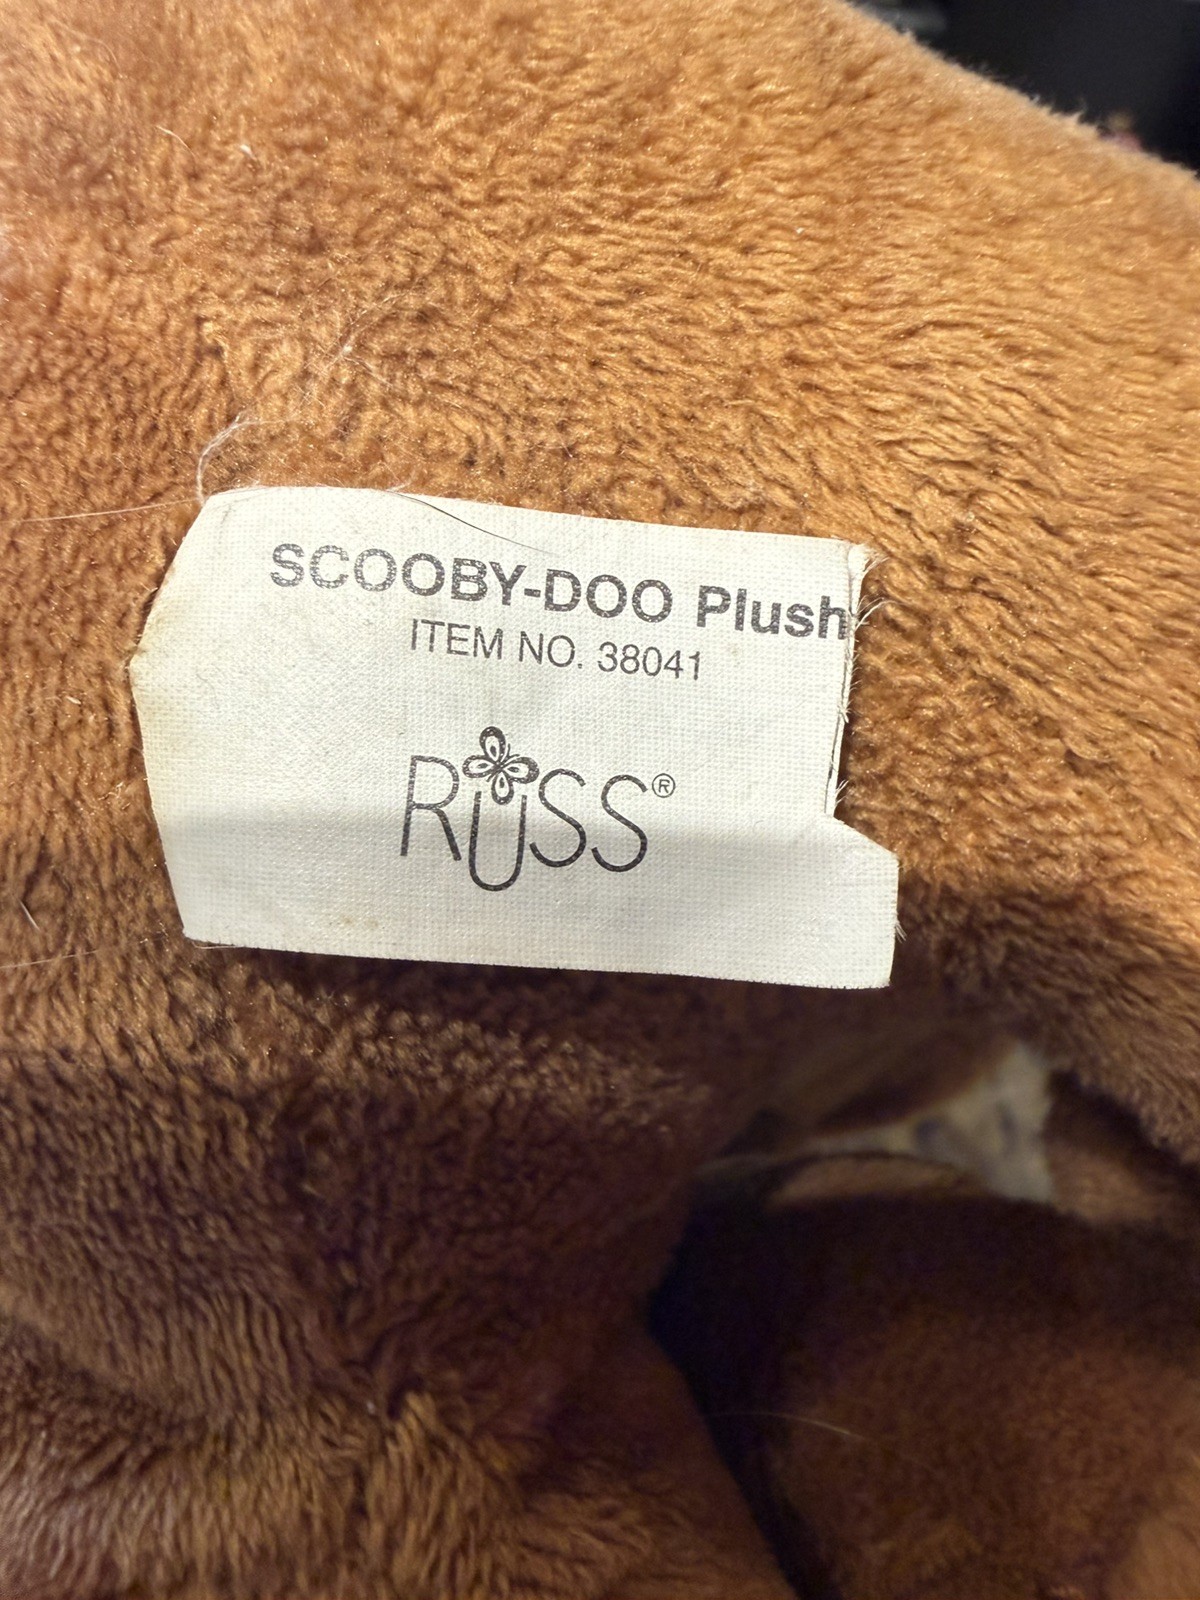 SCOOBY-DOO Plush
ITEM NO. 38041
RUSS®